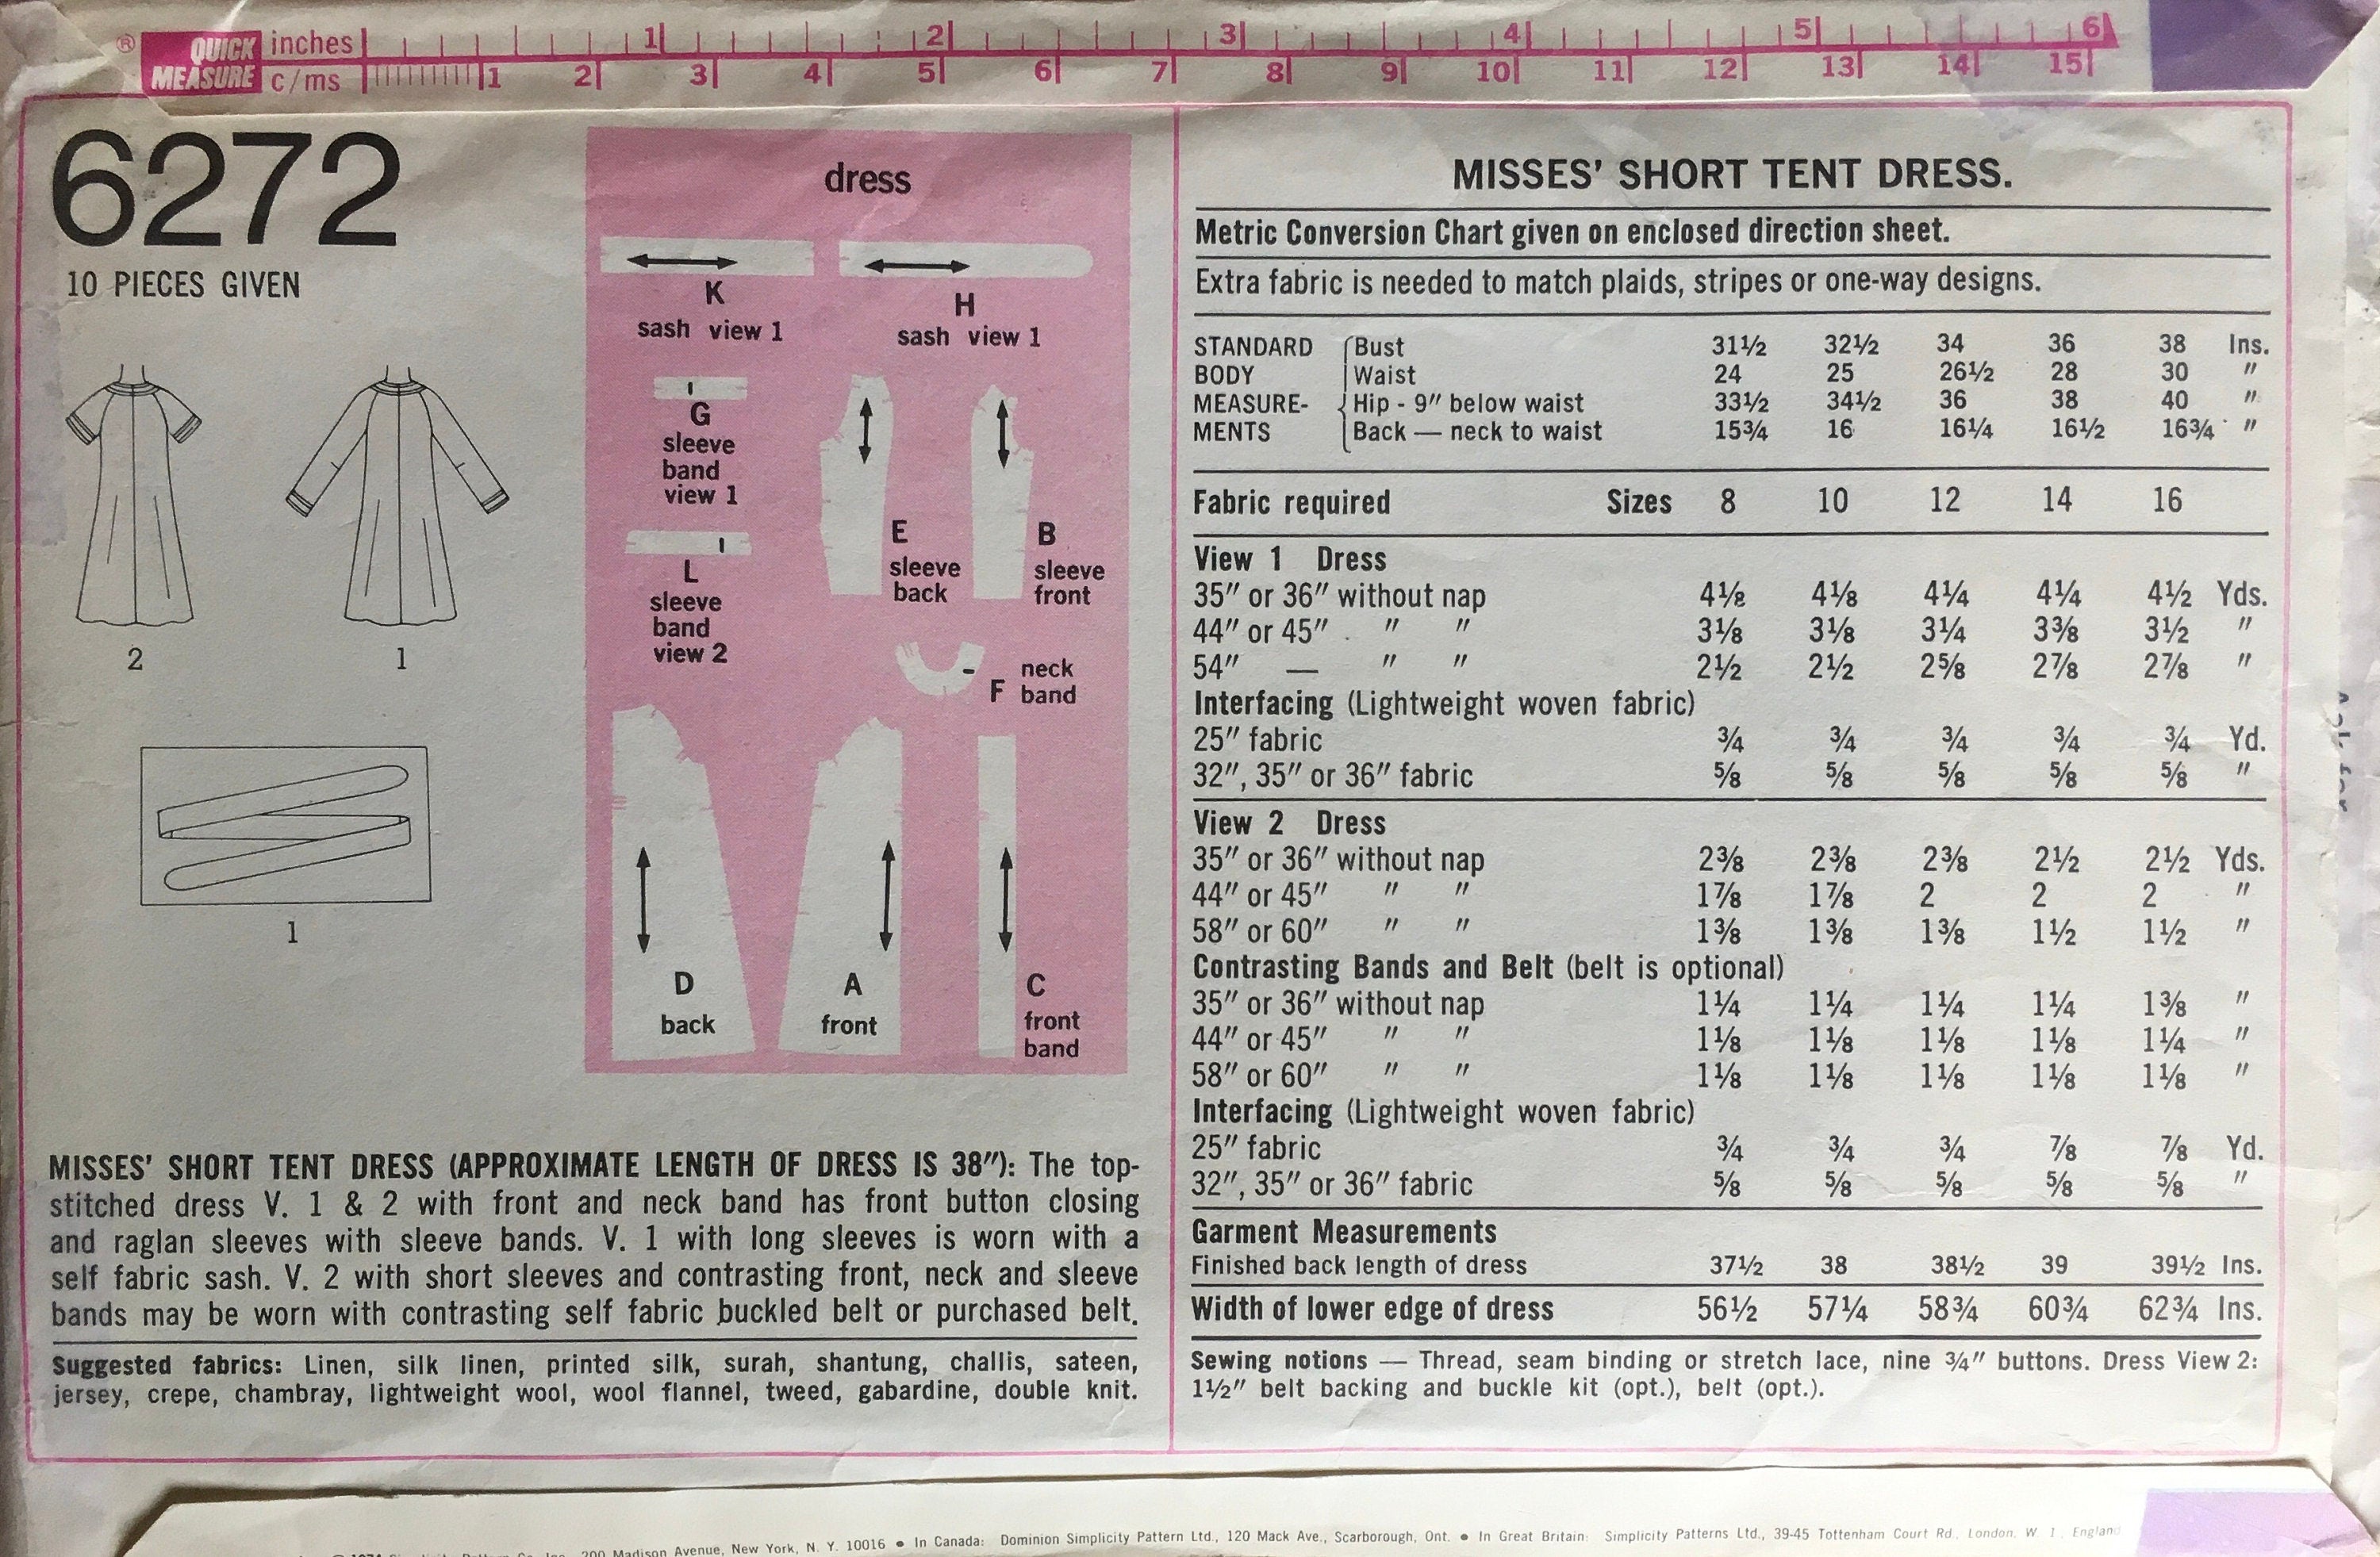 ® QUICK MEASURE
inches 1 2 3 4 5 6
c/ms 1 2 3 4 5 6 7 8 9 10 11 12 13 14 15
6272
10 PIECES GIVEN
2
1
1
dress
K
sash view 1
H
sash view 1
G
sleeve
band
view 1
E
sleeve
back
B
sleeve
front
L
sleeve
band
view 2
F neck
band
D
back
A
front
C
front
band
MISSES' SHORT TENT DRESS (APPROXIMATE LENGTH OF DRESS IS 38"): The top-
stitched dress V. 1 & 2 with front and neck band has front button closing
and raglan sleeves with sleeve bands. V. 1 with long sleeves is worn with a
self fabric sash. V. 2 with short sleeves and contrasting front, neck and sleeve
bands may be worn with contrasting self fabric buckled belt or purchased belt.
Suggested fabrics: Linen, silk linen, printed silk, surah, shantung, challis, sateen,
jersey, crepe, chambray, lightweight wool, wool flannel, tweed, gabardine, double knit.
MISSES' SHORT TENT DRESS.
Metric Conversion Chart given on enclosed direction sheet.
Extra fabric is needed to match plaids, stripes or one-way designs.
STANDARD Bust 31½ 32½ 34 36 38 Ins.
BODY Waist 24 25 26½ 28 30 "
MEASURE- Hip - 9" below waist 33½ 34½ 36 38 40 "
MENTS Back — neck to waist 15¾ 16 16¼ 16½ 16¾ "
Fabric required Sizes 8 10 12 14 16
View 1 Dress
35" or 36" without nap 4⅛ 4⅛ 4¼ 4¼ 4½ Yds.
44" or 45" " " 3⅛ 3⅛ 3¼ 3⅜ 3½ "
54" — " " 2½ 2½ 2⅝ 2⅞ 2⅞ "
Interfacing (Lightweight woven fabric)
25" fabric ¾ ¾ ¾ ¾ ¾ Yd.
32", 35" or 36" fabric ⅝ ⅝ ⅝ ⅝ ⅝ "
View 2 Dress
35" or 36" without nap 2⅜ 2⅜ 2⅜ 2½ 2½ Yds.
44" or 45" " " 1⅞ 1⅞ 2 2 2 "
58" or 60" " " 1⅜ 1⅜ 1⅜ 1½ 1½ "
Contrasting Bands and Belt (belt is optional)
35" or 36" without nap 1¼ 1¼ 1¼ 1¼ 1⅜ "
44" or 45" " " 1⅛ 1⅛ 1⅛ 1⅛ 1¼ "
58" or 60" " " 1⅛ 1⅛ 1⅛ 1⅛ 1⅛ "
Interfacing (Lightweight woven fabric)
25" fabric ¾ ¾ ¾ ⅞ ⅞ Yd.
32", 35" or 36" fabric ⅝ ⅝ ⅝ ⅝ ⅝ "
Garment Measurements
Finished back length of dress 37½ 38 38½ 39 39½ Ins.
Width of lower edge of dress 56½ 57¼ 58¾ 60¾ 62¾ Ins.
Sewing notions — Thread, seam binding or stretch lace, nine ¾" buttons. Dress View 2:
1½" belt backing and buckle kit (opt.), belt (opt.).
200 Madison Avenue, New York, N. Y. 10016 • In Canada: Dominion Simplicity Pattern Ltd., 120 Mack Ave., Scarborough, Ont. • In Great Britain: Simplicity Patterns Ltd., 39-45 Tottenham Court Rd., London, W. 1, England